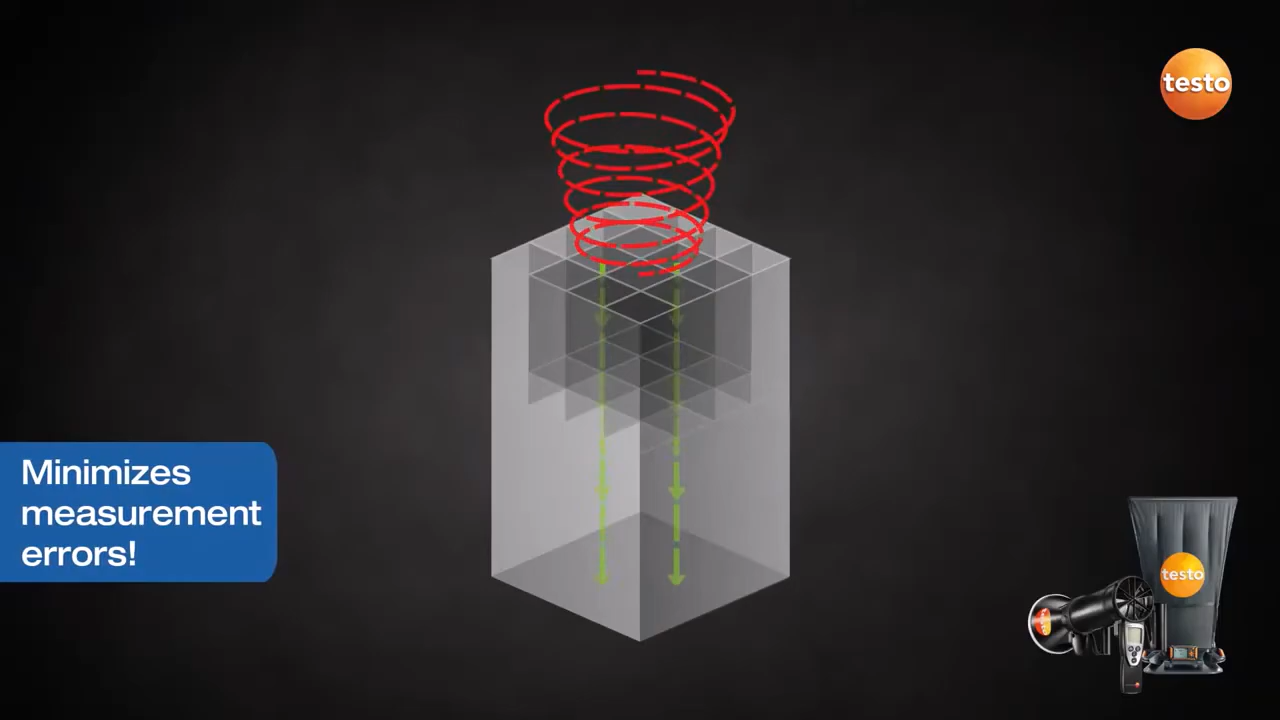 testo
Minimizes
measurement
errors!
testo